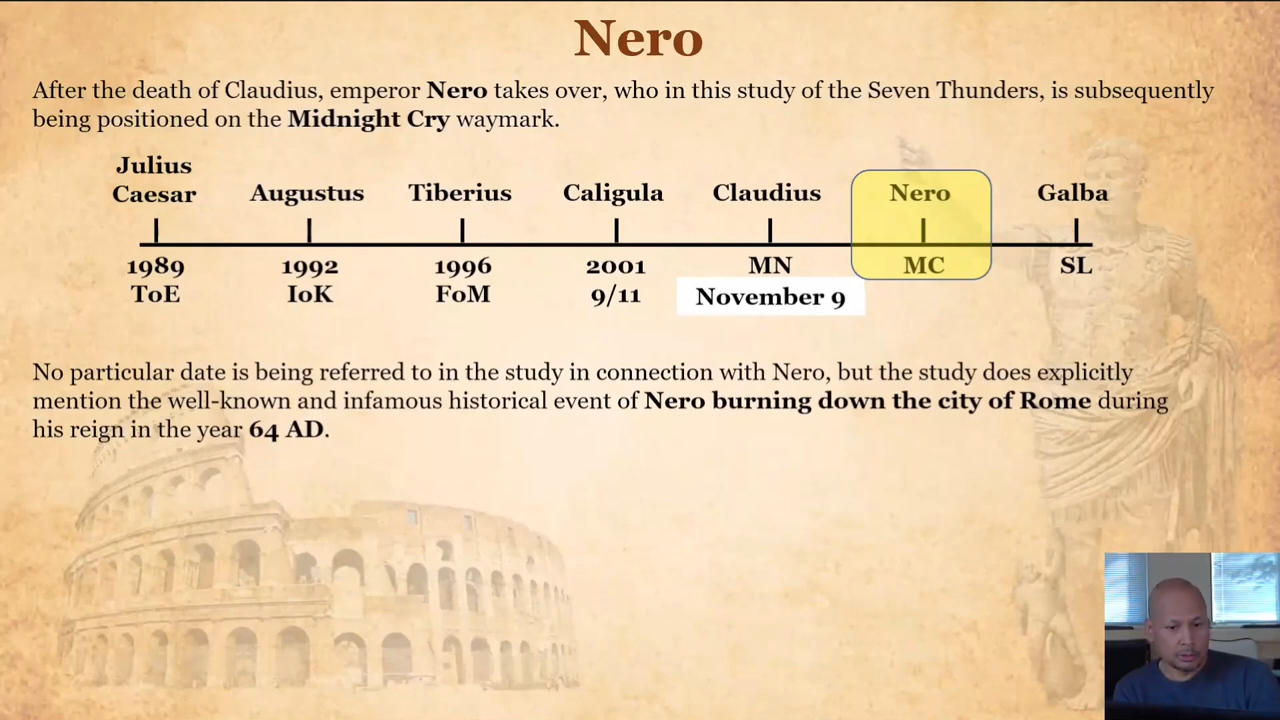 Nero
After the death of Claudius, emperor Nero takes over, who in this study of the Seven Thunders, is subsequently
being positioned on the Midnight Cry waymark.
Julius
Caesar Augustus Tiberius Caligula Claudius Nero Galba
1989 1992 1996 2001 MN MC SL
ToE IoK FoM 9/11 November 9
No particular date is being referred to in the study in connection with Nero, but the study does explicitly
mention the well-known and infamous historical event of Nero burning down the city of Rome during
his reign in the year 64 AD.